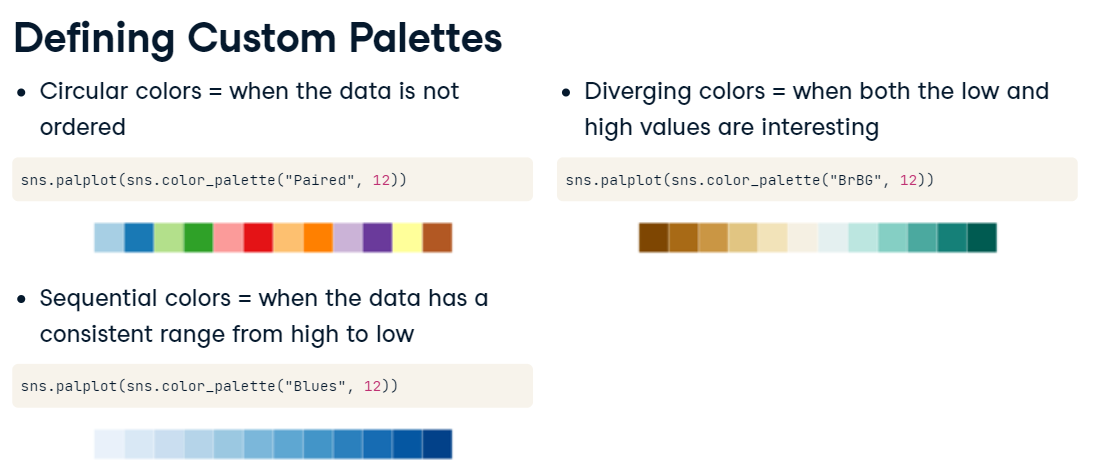 Defining Custom Palettes
• Circular colors = when the data is not
ordered
sns.palplot(sns.color_palette("Paired", 12))
• Sequential colors = when the data has a
consistent range from high to low
sns.palplot(sns.color_palette("Blues", 12))
• Diverging colors = when both the low and
high values are interesting
sns.palplot(sns.color_palette("BrBG", 12))